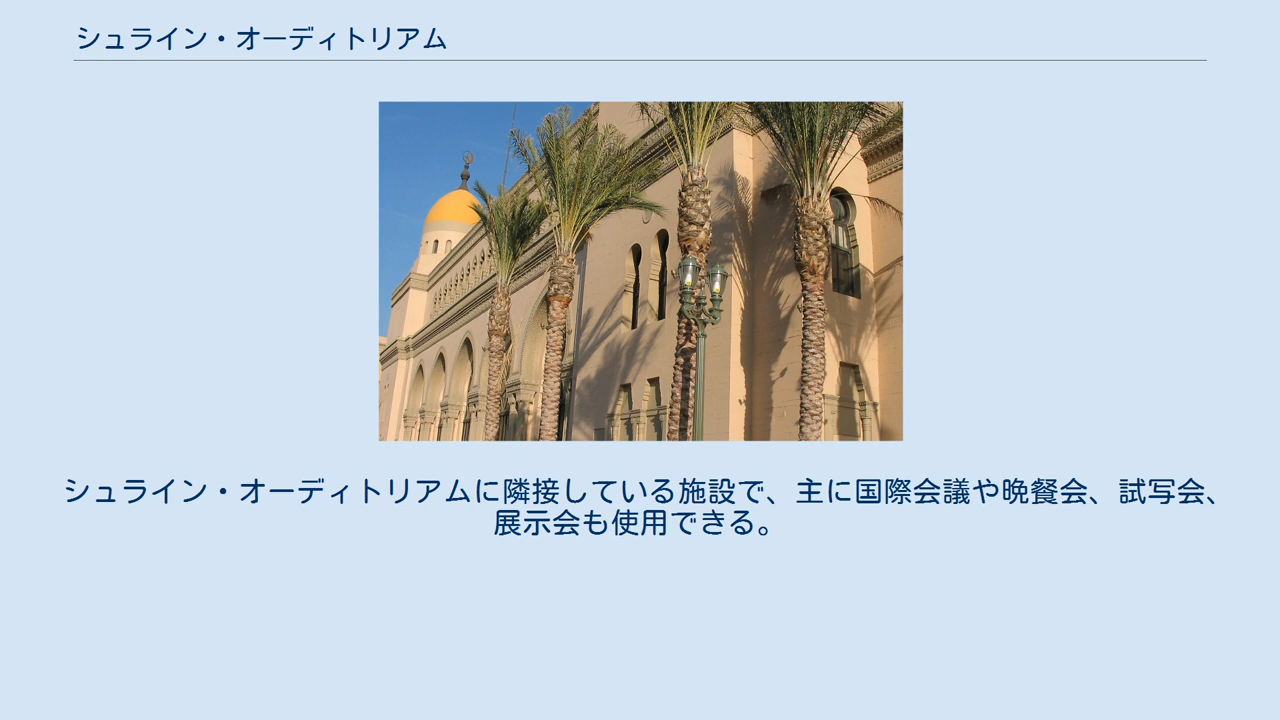 シュライン・オーディトリアム
シュライン・オーディトリアムに隣接している施設で、主に国際会議や晩餐会、試写会、
展示会も使用できる。